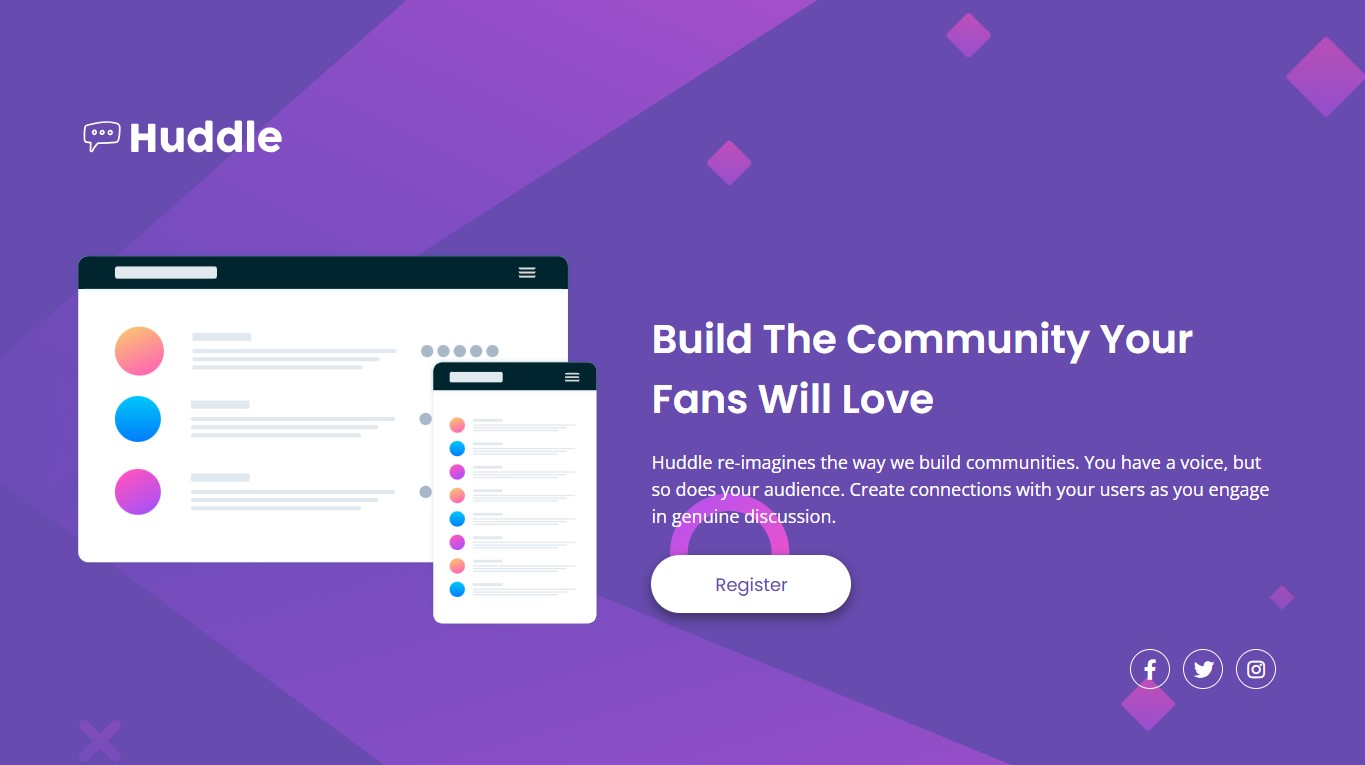 Huddle
Build The Community Your
Fans Will Love
Huddle re-imagines the way we build communities. You have a voice, but
so does your audience. Create connections with your users as you engage
in genuine discussion.
Register